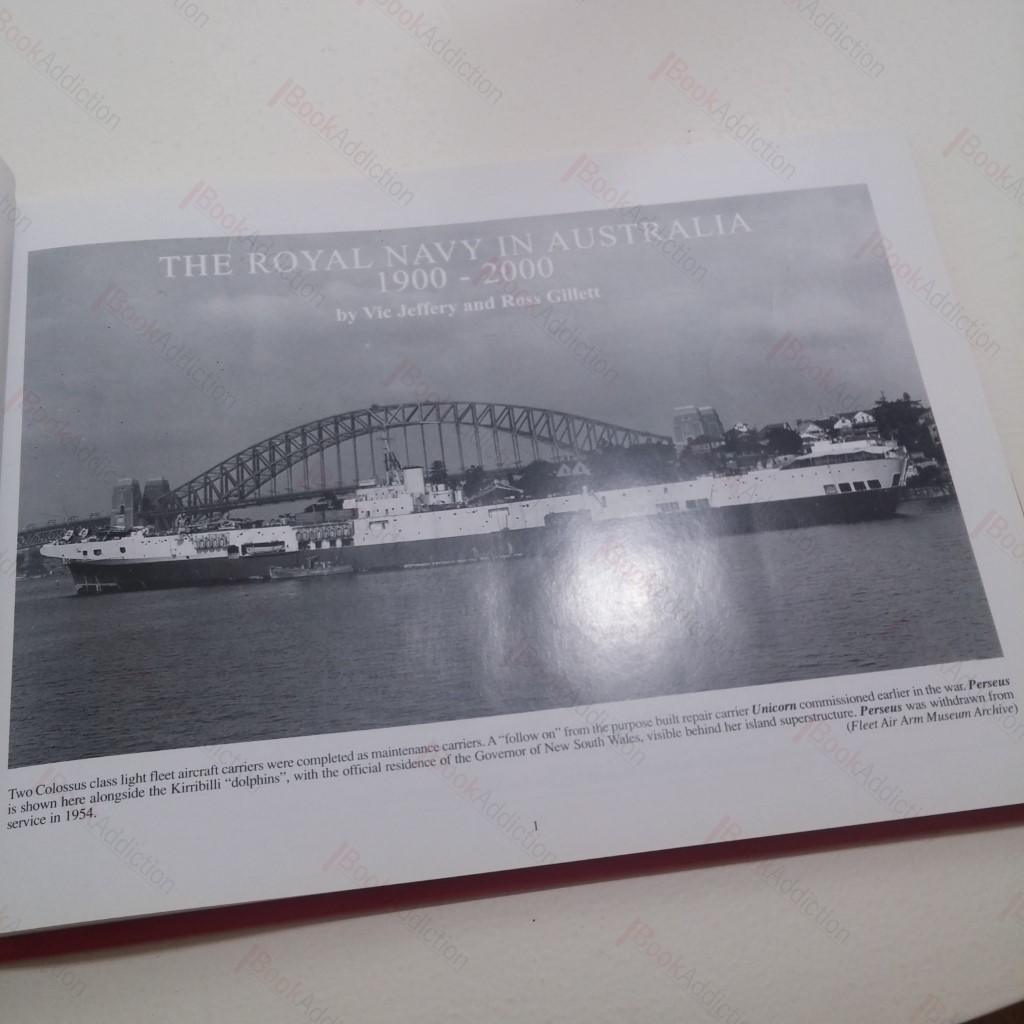 THE ROYAL NAVY IN AUSTRALIA
1900 - 2000
by Vic Jeffery and Ross Gillett
Two Colossus class light fleet aircraft carriers were completed as maintenance carriers. A “follow on” from the purpose built repair carrier Unicorn commissioned earlier in the war. Perseus
is shown here alongside the Kirribilli “dolphins”, with the official residence of the Governor of New South Wales, visible behind her island superstructure. Perseus was withdrawn from
service in 1954.
(Fleet Air Arm Museum Archive)
1
BookAddiction